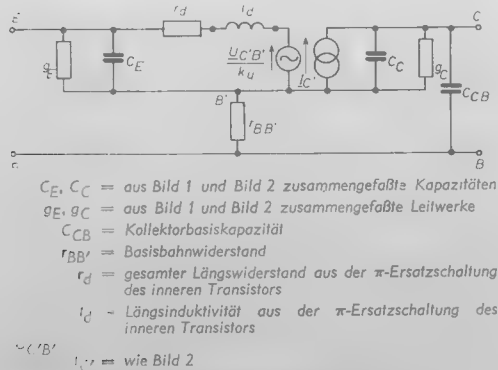 E r_d l_d C
g_E C_E U_C'B' / k_u I_C' C_C g_C C_CB
B' r_BB'
B B
C_E, C_C = aus Bild 1 und Bild 2 zusammengefaßte Kapazitäten
g_E, g_C = aus Bild 1 und Bild 2 zusammengefaßte Leitwerke
C_CB = Kollektorbasiskapazität
r_BB' = Basisbahnwiderstand
r_d = gesamter Längswiderstand aus der π-Ersatzschaltung
des inneren Transistors
l_d - Längsinduktivität aus der π-Ersatzschaltung des
inneren Transistors
C'B'
= wie Bild 2